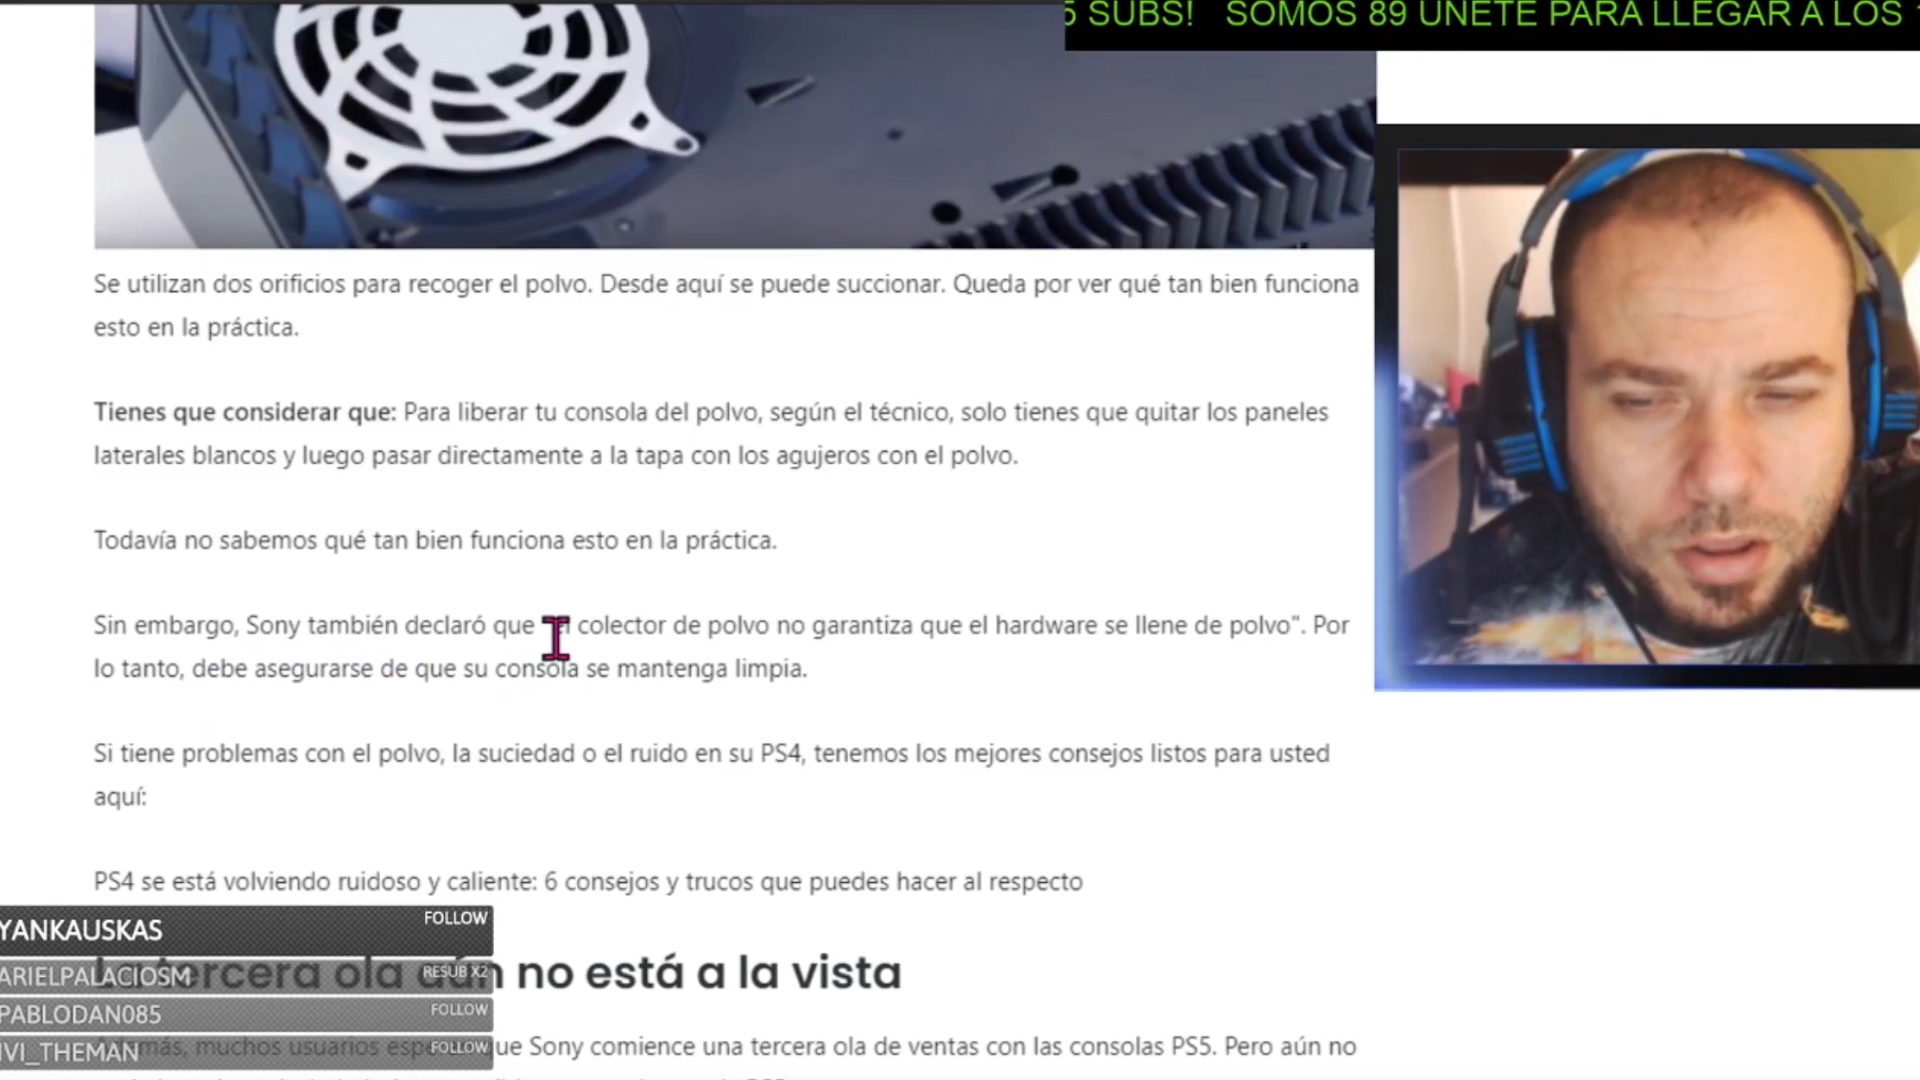 SUBS! SOMOS 89 UNETE PARA LLEGAR A LOS
Se utilizan dos orificios para recoger el polvo. Desde aquí se puede succionar. Queda por ver qué tan bien funciona
esto en la práctica.
Tienes que considerar que: Para liberar tu consola del polvo, según el técnico, solo tienes que quitar los paneles
laterales blancos y luego pasar directamente a la tapa con los agujeros con el polvo.
Todavía no sabemos qué tan bien funciona esto en la práctica.
Sin embargo, Sony también declaró que colector de polvo no garantiza que el hardware se llene de polvo". Por
lo tanto, debe asegurarse de que su consola se mantenga limpia.
Si tiene problemas con el polvo, la suciedad o el ruido en su PS4, tenemos los mejores consejos listos para usted
aquí:
PS4 se está volviendo ruidoso y caliente: 6 consejos y trucos que puedes hacer al respecto
La tercera ola aún no está a la vista
YANKAUSKAS FOLLOW
ARIELPALACIOSM RESUB X2
PABLODAN085 FOLLOW
IVI_THEMAN FOLLOW
muchos usuarios que Sony comience una tercera ola de ventas con las consolas PS5. Pero aún no